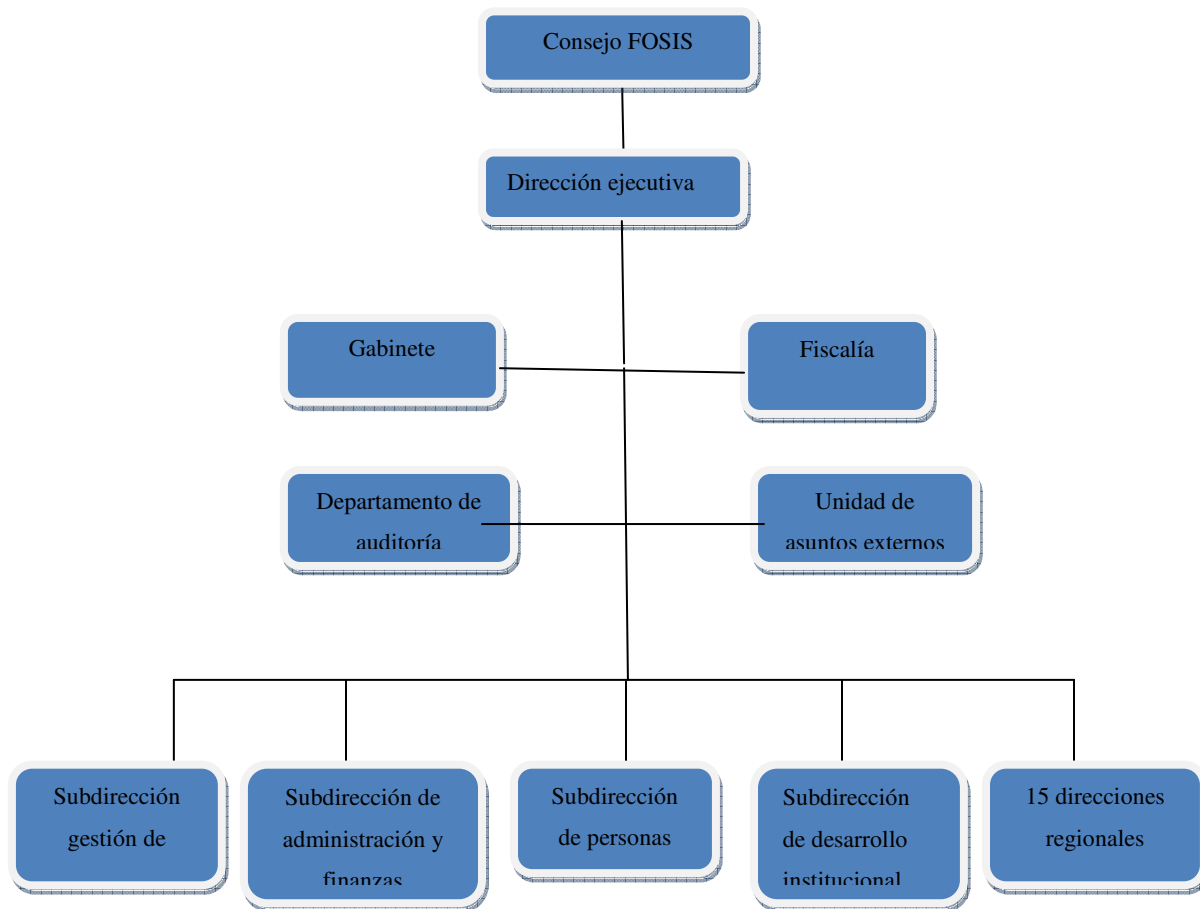 Consejo FOSIS
Dirección ejecutiva
Gabinete
Fiscalía
Departamento de
auditoría
Unidad de
asuntos externos
Subdirección
gestión de
Subdirección de
administración y
finanzas
Subdirección
de personas
Subdirección
de desarrollo
institucional
15 direcciones
regionales